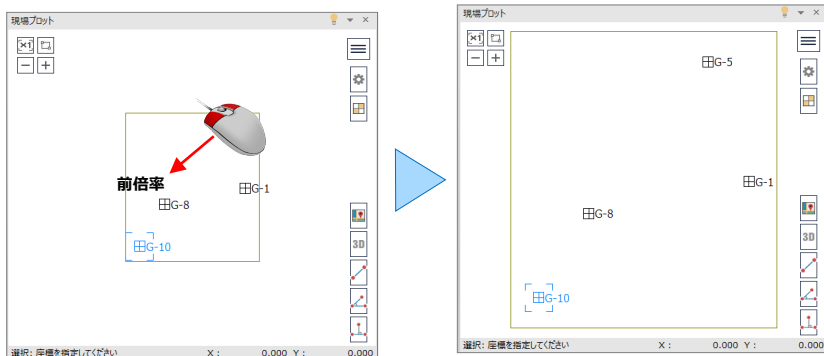 現場プロット
×1
前倍率
G-1
G-8
G-10
3D
選択: 座標を指定してください X : 0.000 Y : 0.000
現場プロット
×1
G-5
G-1
G-8
G-10
3D
選択: 座標を指定してください X : 0.000 Y : 0.000